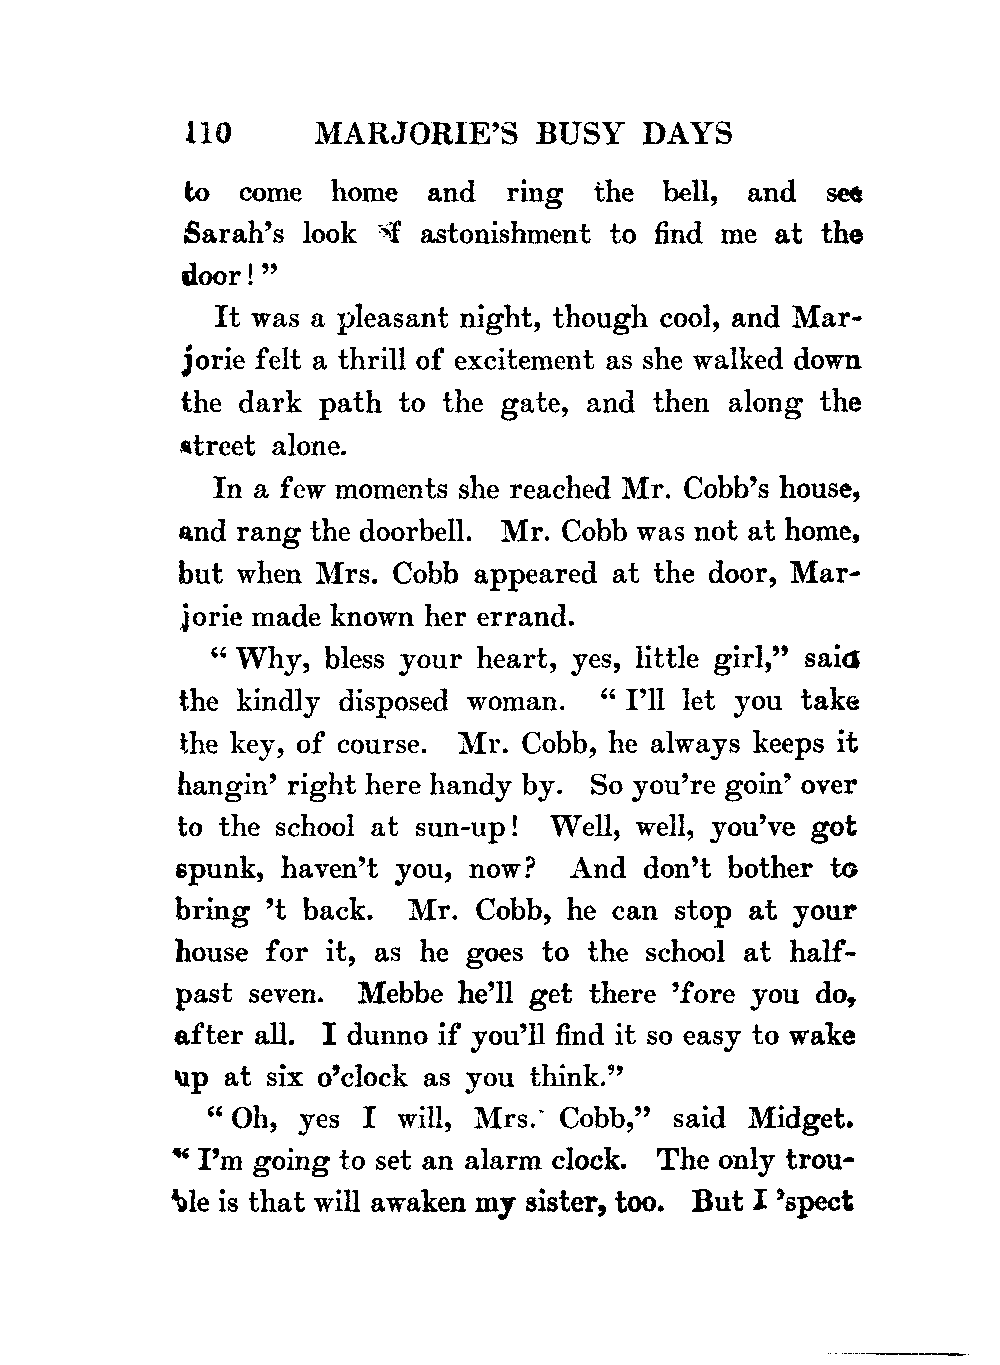 110 MARJORIE'S BUSY DAYS
to come home and ring the bell, and see
Sarah's look of astonishment to find me at the
door!"
It was a pleasant night, though cool, and Mar-
jorie felt a thrill of excitement as she walked down
the dark path to the gate, and then along the
street alone.
In a few moments she reached Mr. Cobb's house,
and rang the doorbell. Mr. Cobb was not at home,
but when Mrs. Cobb appeared at the door, Mar-
jorie made known her errand.
"Why, bless your heart, yes, little girl," said
the kindly disposed woman. "I'll let you take
the key, of course. Mr. Cobb, he always keeps it
hangin' right here handy by. So you're goin' over
to the school at sun-up! Well, well, you've got
spunk, haven't you, now? And don't bother to
bring 't back. Mr. Cobb, he can stop at your
house for it, as he goes to the school at half-
past seven. Mebbe he'll get there 'fore you do,
after all. I dunno if you'll find it so easy to wake
up at six o'clock as you think."
"Oh, yes I will, Mrs. Cobb," said Midget.
"I'm going to set an alarm clock. The only trou-
ble is that will awaken my sister, too. But I 'spect